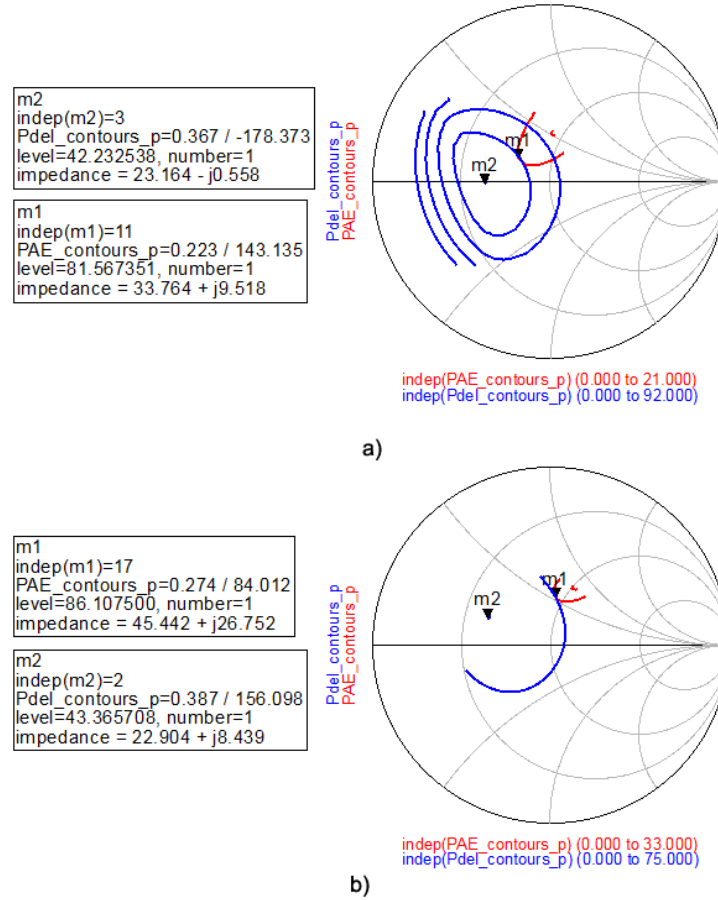 m2
indep(m2)=3
Pdel_contours_p=0.367 / -178.373
level=42.232538, number=1
impedance = 23.164 - j0.558
m1
indep(m1)=11
PAE_contours_p=0.223 / 143.135
level=81.567351, number=1
impedance = 33.764 + j9.518
Pdel_contours_p
PAE_contours_p
m1
m2
indep(PAE_contours_p) (0.000 to 21.000)
indep(Pdel_contours_p) (0.000 to 92.000)
a)
m1
indep(m1)=17
PAE_contours_p=0.274 / 84.012
level=86.107500, number=1
impedance = 45.442 + j26.752
m2
indep(m2)=2
Pdel_contours_p=0.387 / 156.098
level=43.365708, number=1
impedance = 22.904 + j8.439
Pdel_contours_p
PAE_contours_p
m1
m2
indep(PAE_contours_p) (0.000 to 33.000)
indep(Pdel_contours_p) (0.000 to 75.000)
b)